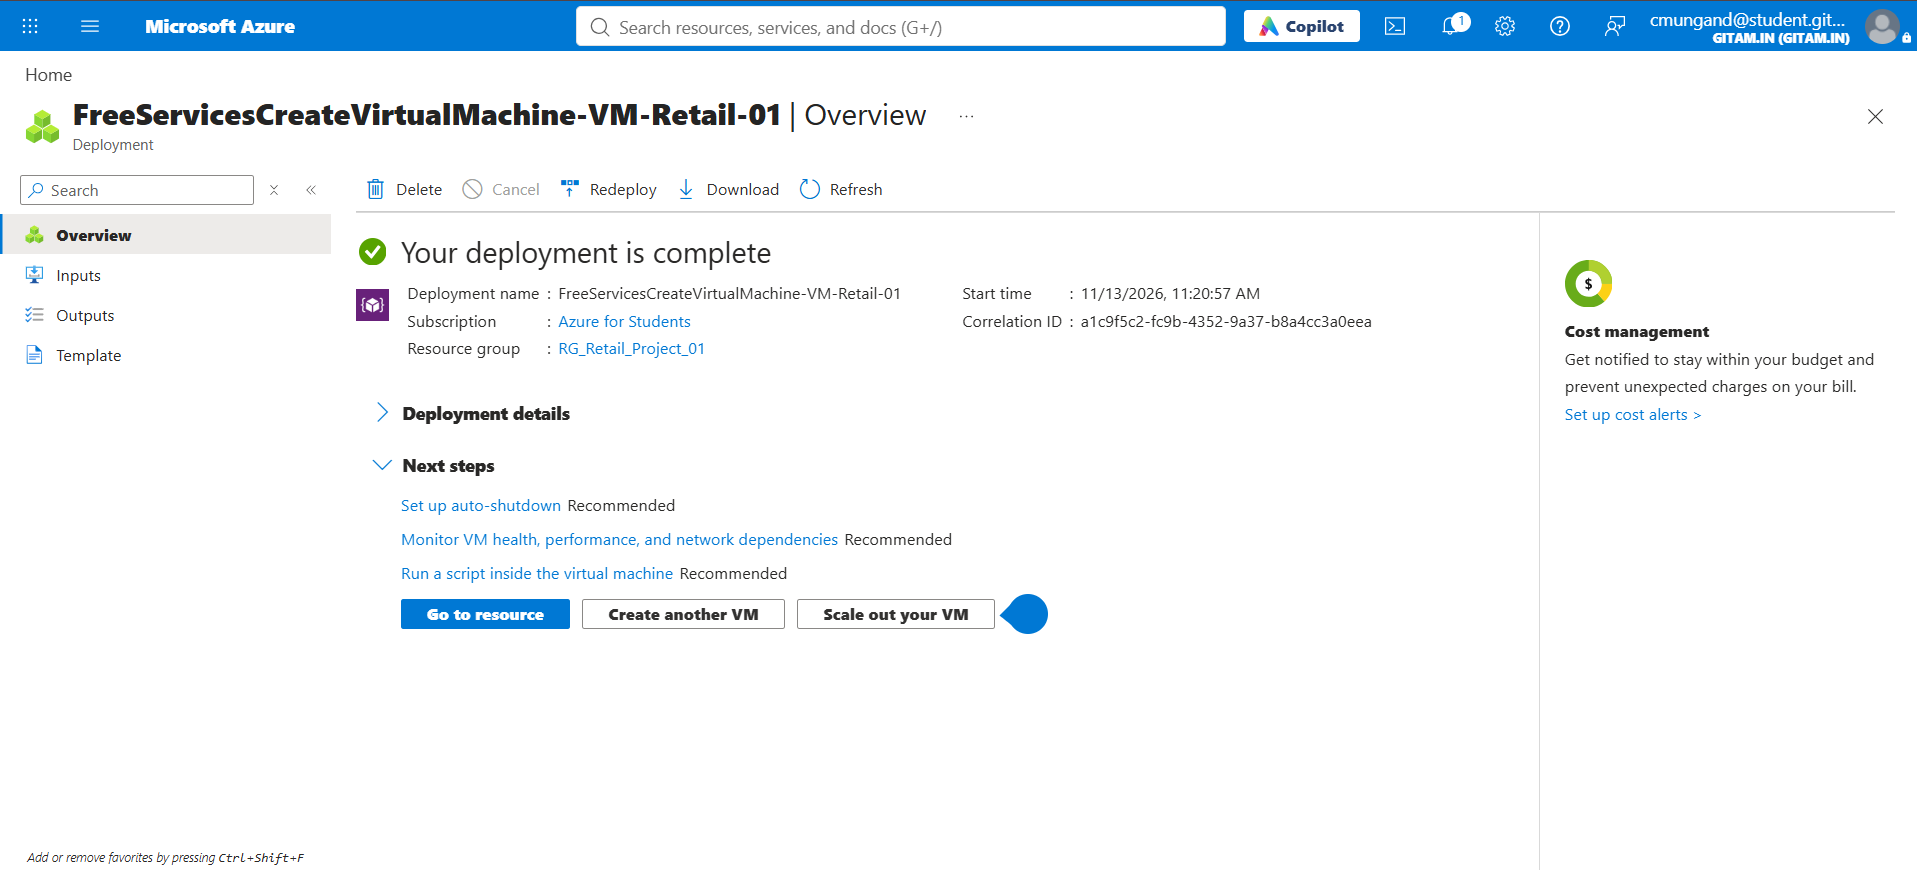 Microsoft Azure
Search resources, services, and docs (G+/)
Copilot
1
cmungand@student.git...
GITAM.IN (GITAM.IN)
Home
FreeServicesCreateVirtualMachine-VM-Retail-01 | Overview ...
Deployment
Search
Delete Cancel Redeploy Download Refresh
Overview
Inputs
Outputs
Template
Your deployment is complete
Deployment name : FreeServicesCreateVirtualMachine-VM-Retail-01
Subscription : Azure for Students
Resource group : RG_Retail_Project_01
Start time : 11/13/2026, 11:20:57 AM
Correlation ID : a1c9f5c2-fc9b-4352-9a37-b8a4cc3a0eea
Deployment details
Next steps
Set up auto-shutdown Recommended
Monitor VM health, performance, and network dependencies Recommended
Run a script inside the virtual machine Recommended
Go to resource Create another VM Scale out your VM
$
Cost management
Get notified to stay within your budget and
prevent unexpected charges on your bill.
Set up cost alerts >
Add or remove favorites by pressing Ctrl+Shift+F